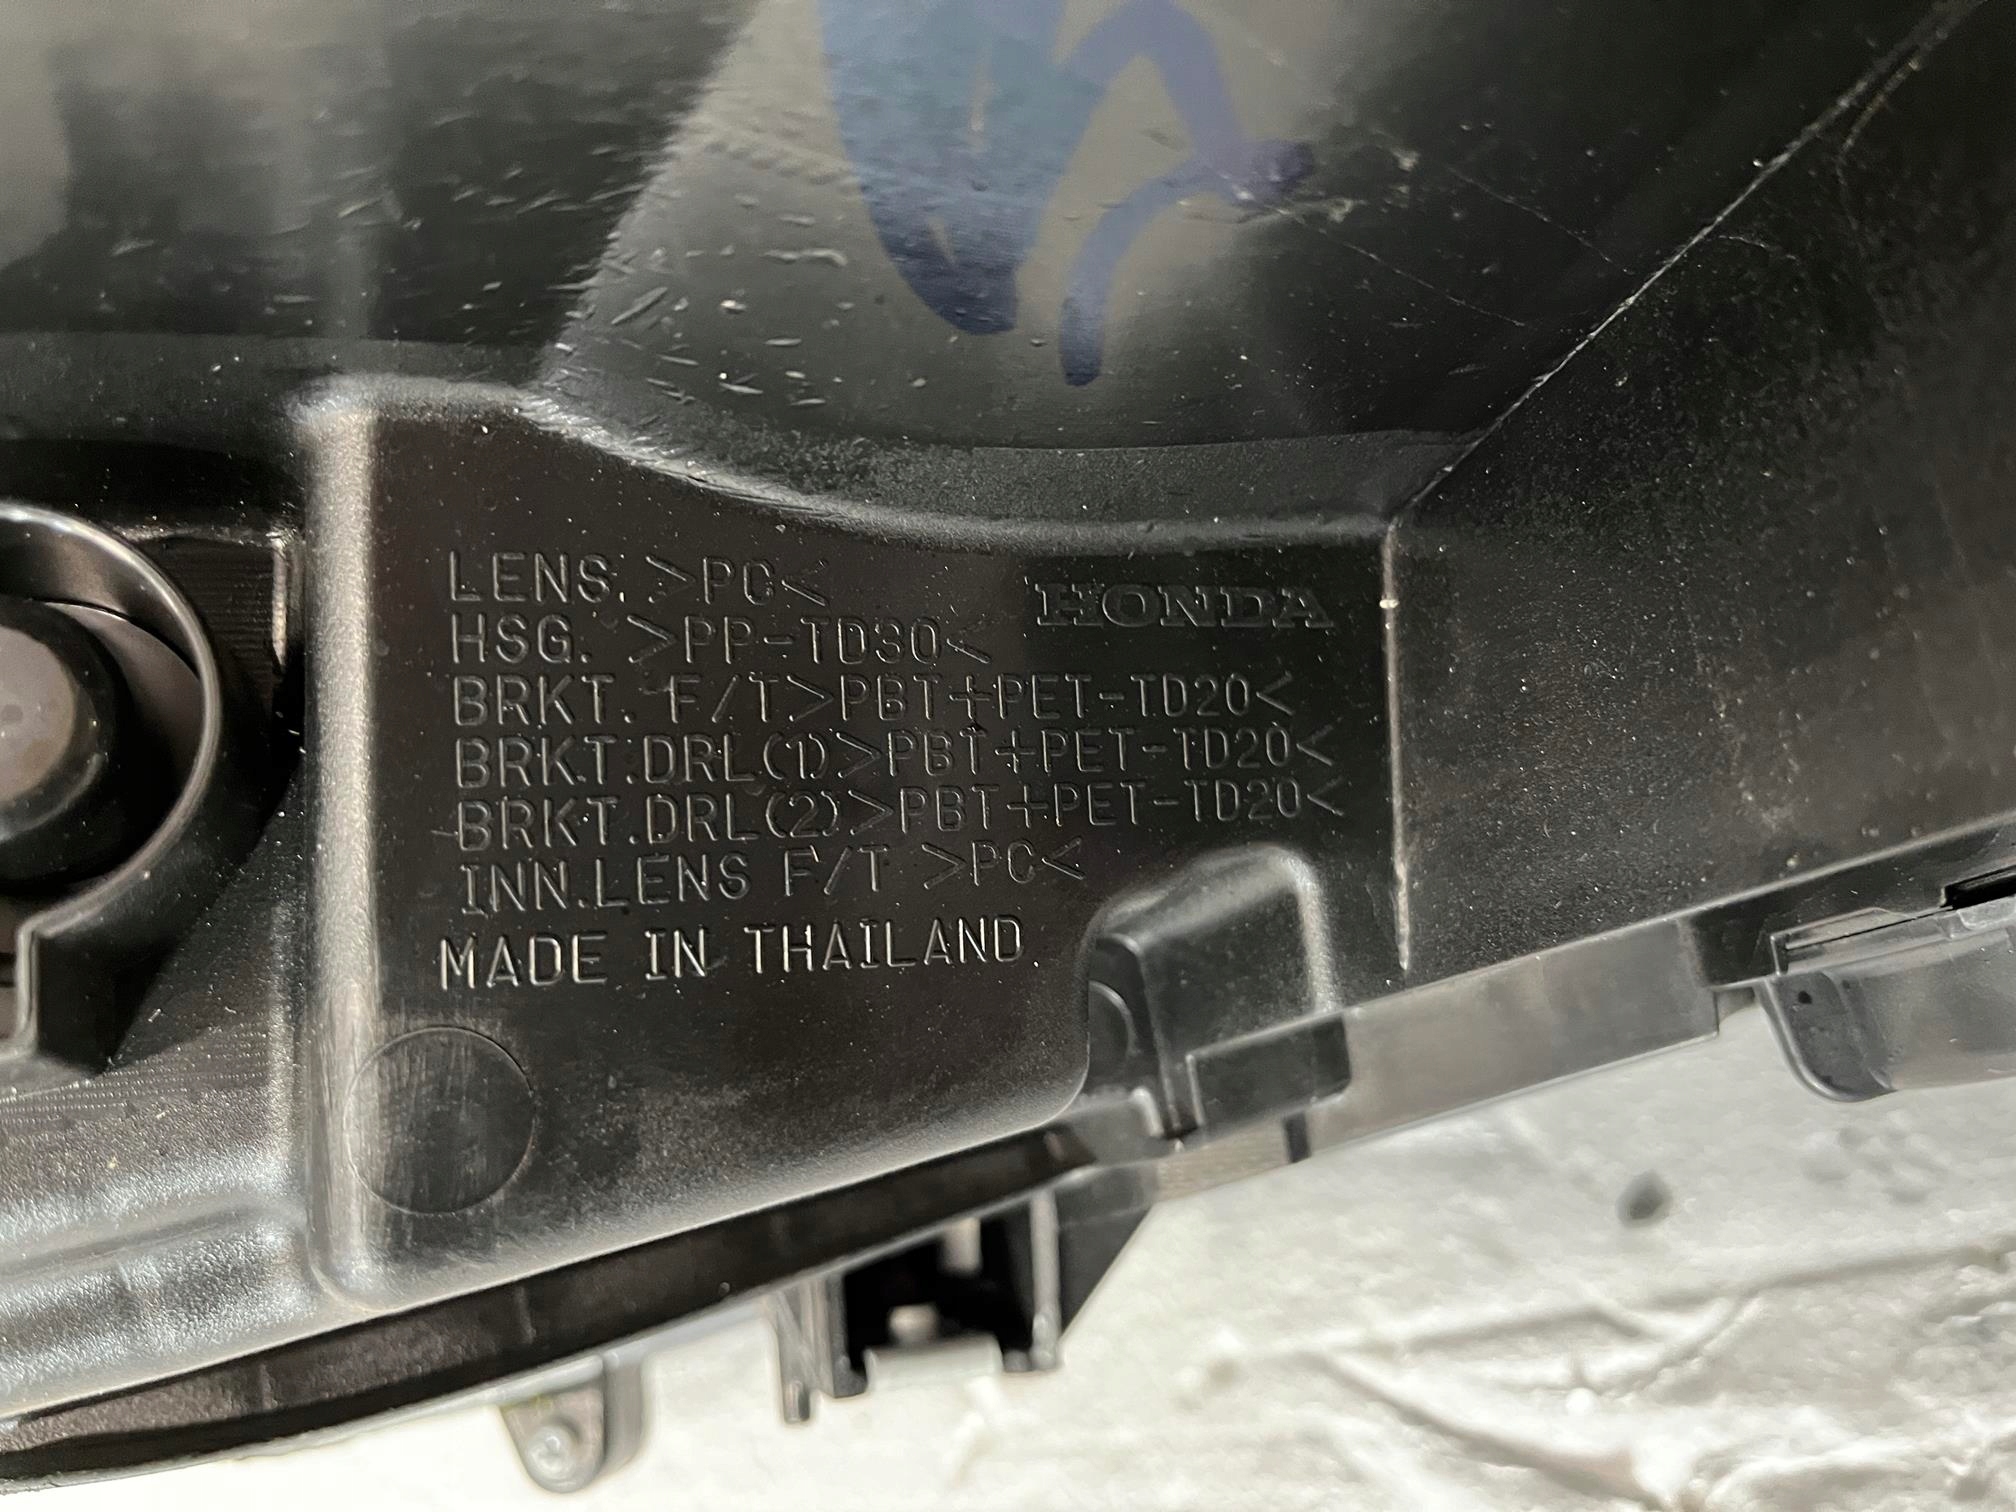 LENS. >PC<
HONDA
HSG. >PP-TD30<
BRKT. F/T>PBT+PET-TD20<
BRKT.DRL(1)>PBT+PET-TD20<
BRKT.DRL(2)>PBT+PET-TD20<
INN.LENS F/T >PC<
MADE IN THAILAND